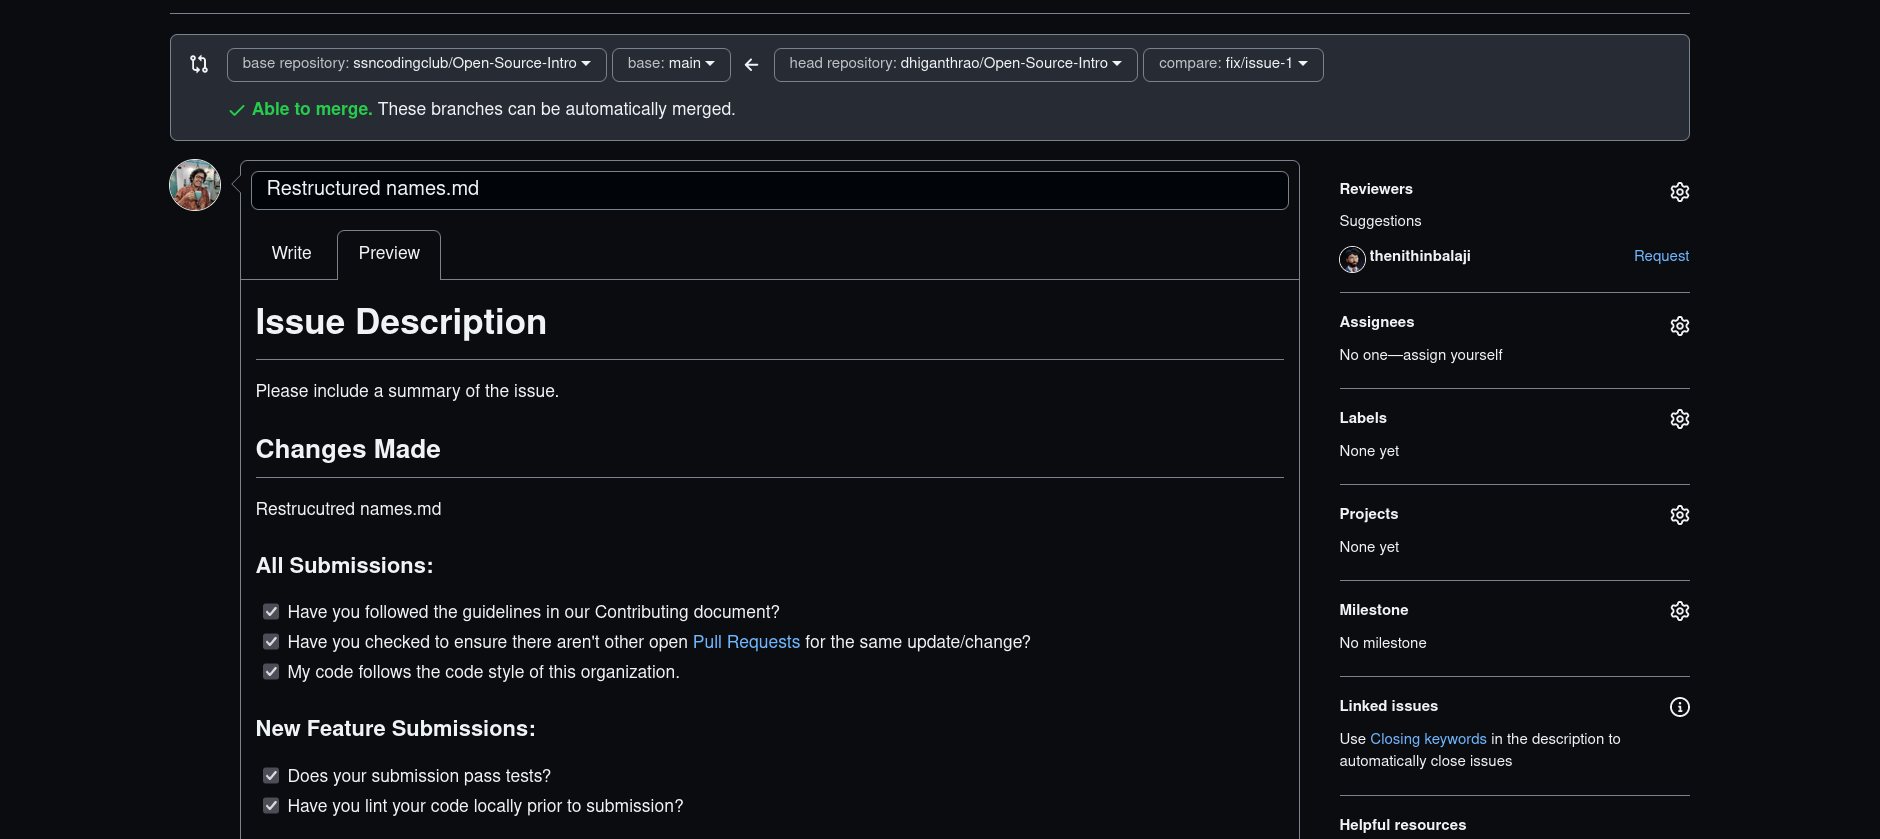 base repository: ssncodingclub/Open-Source-Intro base: main head repository: dhiganthrao/Open-Source-Intro compare: fix/issue-1
Able to merge. These branches can be automatically merged.
Restructured names.md
Write Preview
Issue Description
Please include a summary of the issue.
Changes Made
Restrucutred names.md
All Submissions:
Have you followed the guidelines in our Contributing document?
Have you checked to ensure there aren't other open Pull Requests for the same update/change?
My code follows the code style of this organization.
New Feature Submissions:
Does your submission pass tests?
Have you lint your code locally prior to submission?
Reviewers
Suggestions
thenithinbalaji Request
Assignees
No one—assign yourself
Labels
None yet
Projects
None yet
Milestone
No milestone
Linked issues
Use Closing keywords in the description to
automatically close issues
Helpful resources